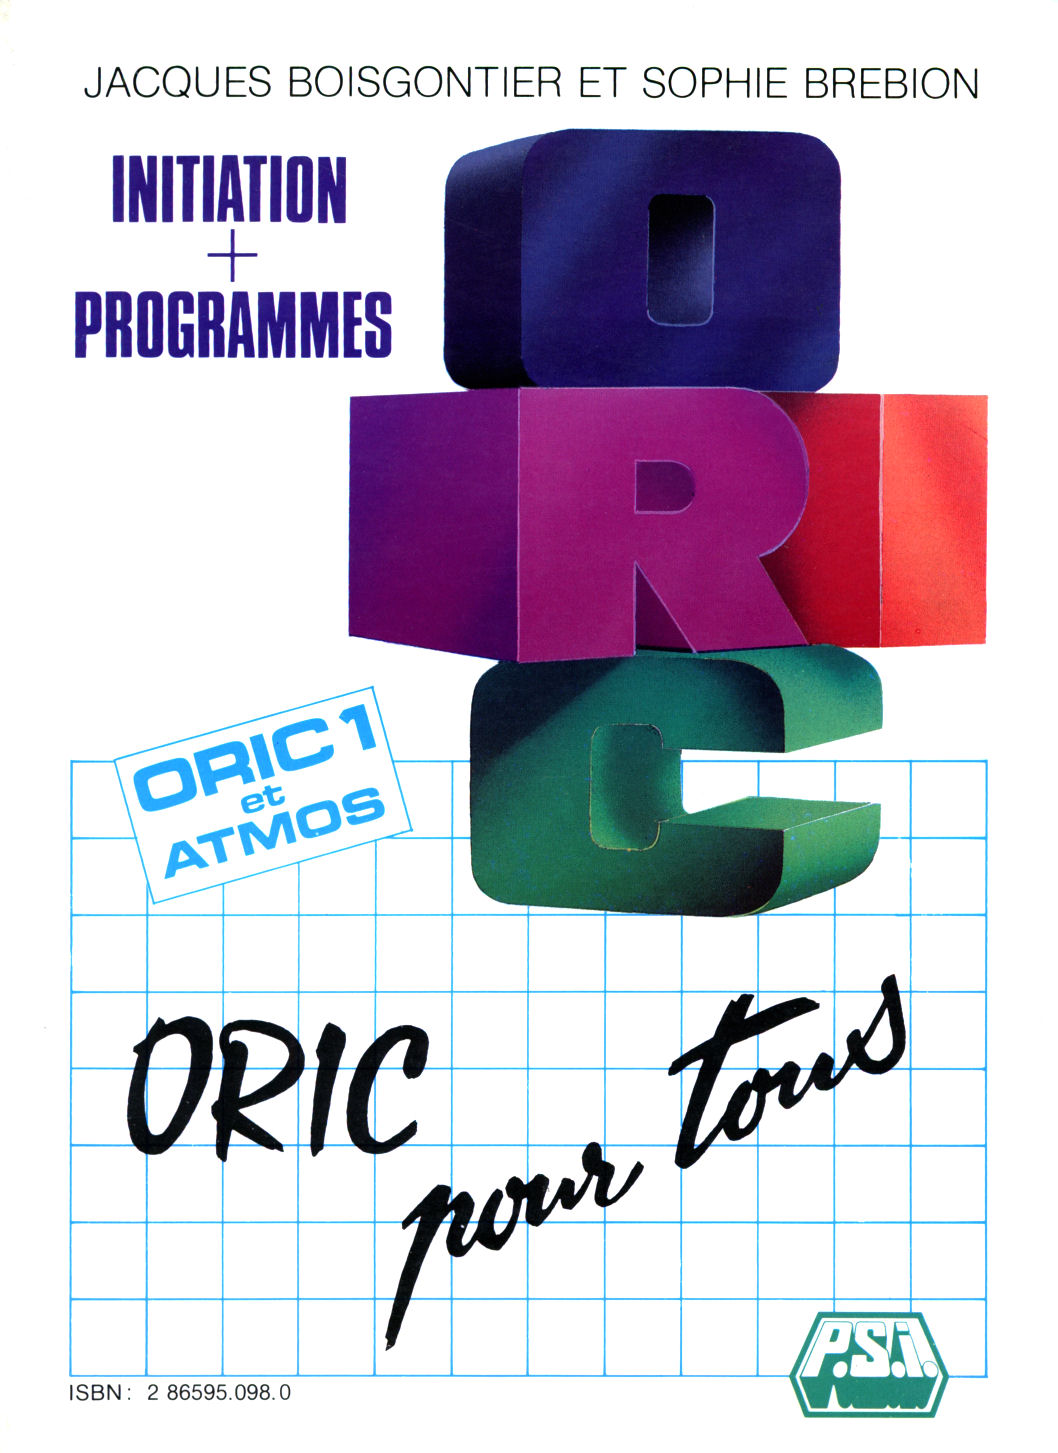 JACQUES BOISGONTIER ET SOPHIE BREBION
INITIATION
+
PROGRAMMES
O
RI
C
ORIC 1
et
ATMOS
ORIC
pour tous
P.S.i.
ISBN : 2 86595.098.0